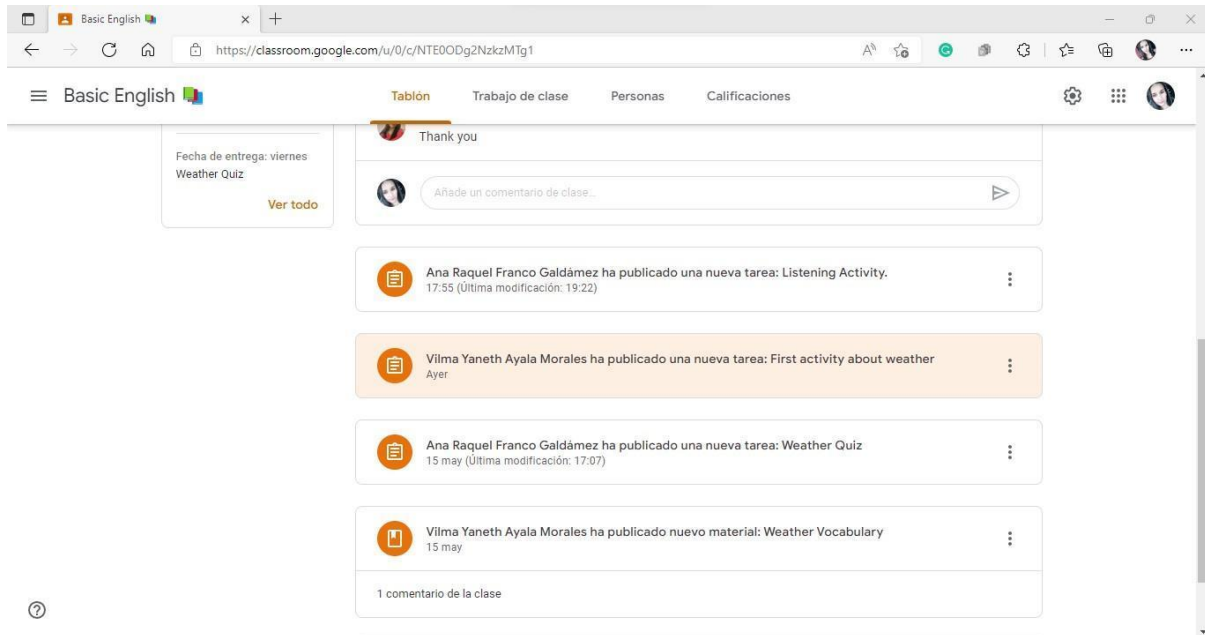 Basic English
https://classroom.google.com/u/0/c/NTE0ODg2NzkzMTg1
Basic English
Tablón
Trabajo de clase
Personas
Calificaciones
Fecha de entrega: viernes
Weather Quiz
Ver todo
Thank you
Añade un comentario de clase...
Ana Raquel Franco Galdámez ha publicado una nueva tarea: Listening Activity.
17:55 (Última modificación: 19:22)
Vilma Yaneth Ayala Morales ha publicado una nueva tarea: First activity about weather
Ayer
Ana Raquel Franco Galdámez ha publicado una nueva tarea: Weather Quiz
15 may (Última modificación: 17:07)
Vilma Yaneth Ayala Morales ha publicado nuevo material: Weather Vocabulary
15 may
1 comentario de la clase